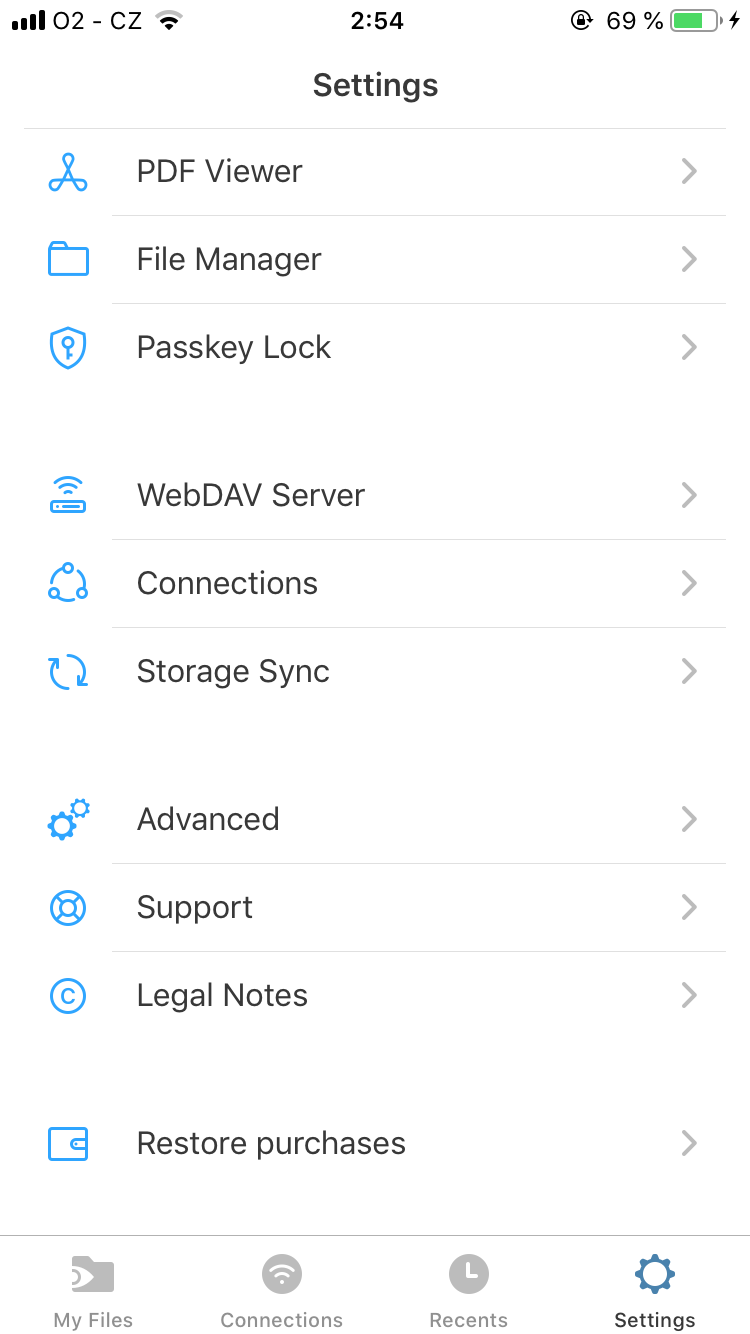 O2 - CZ 2:54 69 %
Settings
PDF Viewer
File Manager
Passkey Lock
WebDAV Server
Connections
Storage Sync
Advanced
Support
C Legal Notes
Restore purchases
My Files Connections Recents Settings